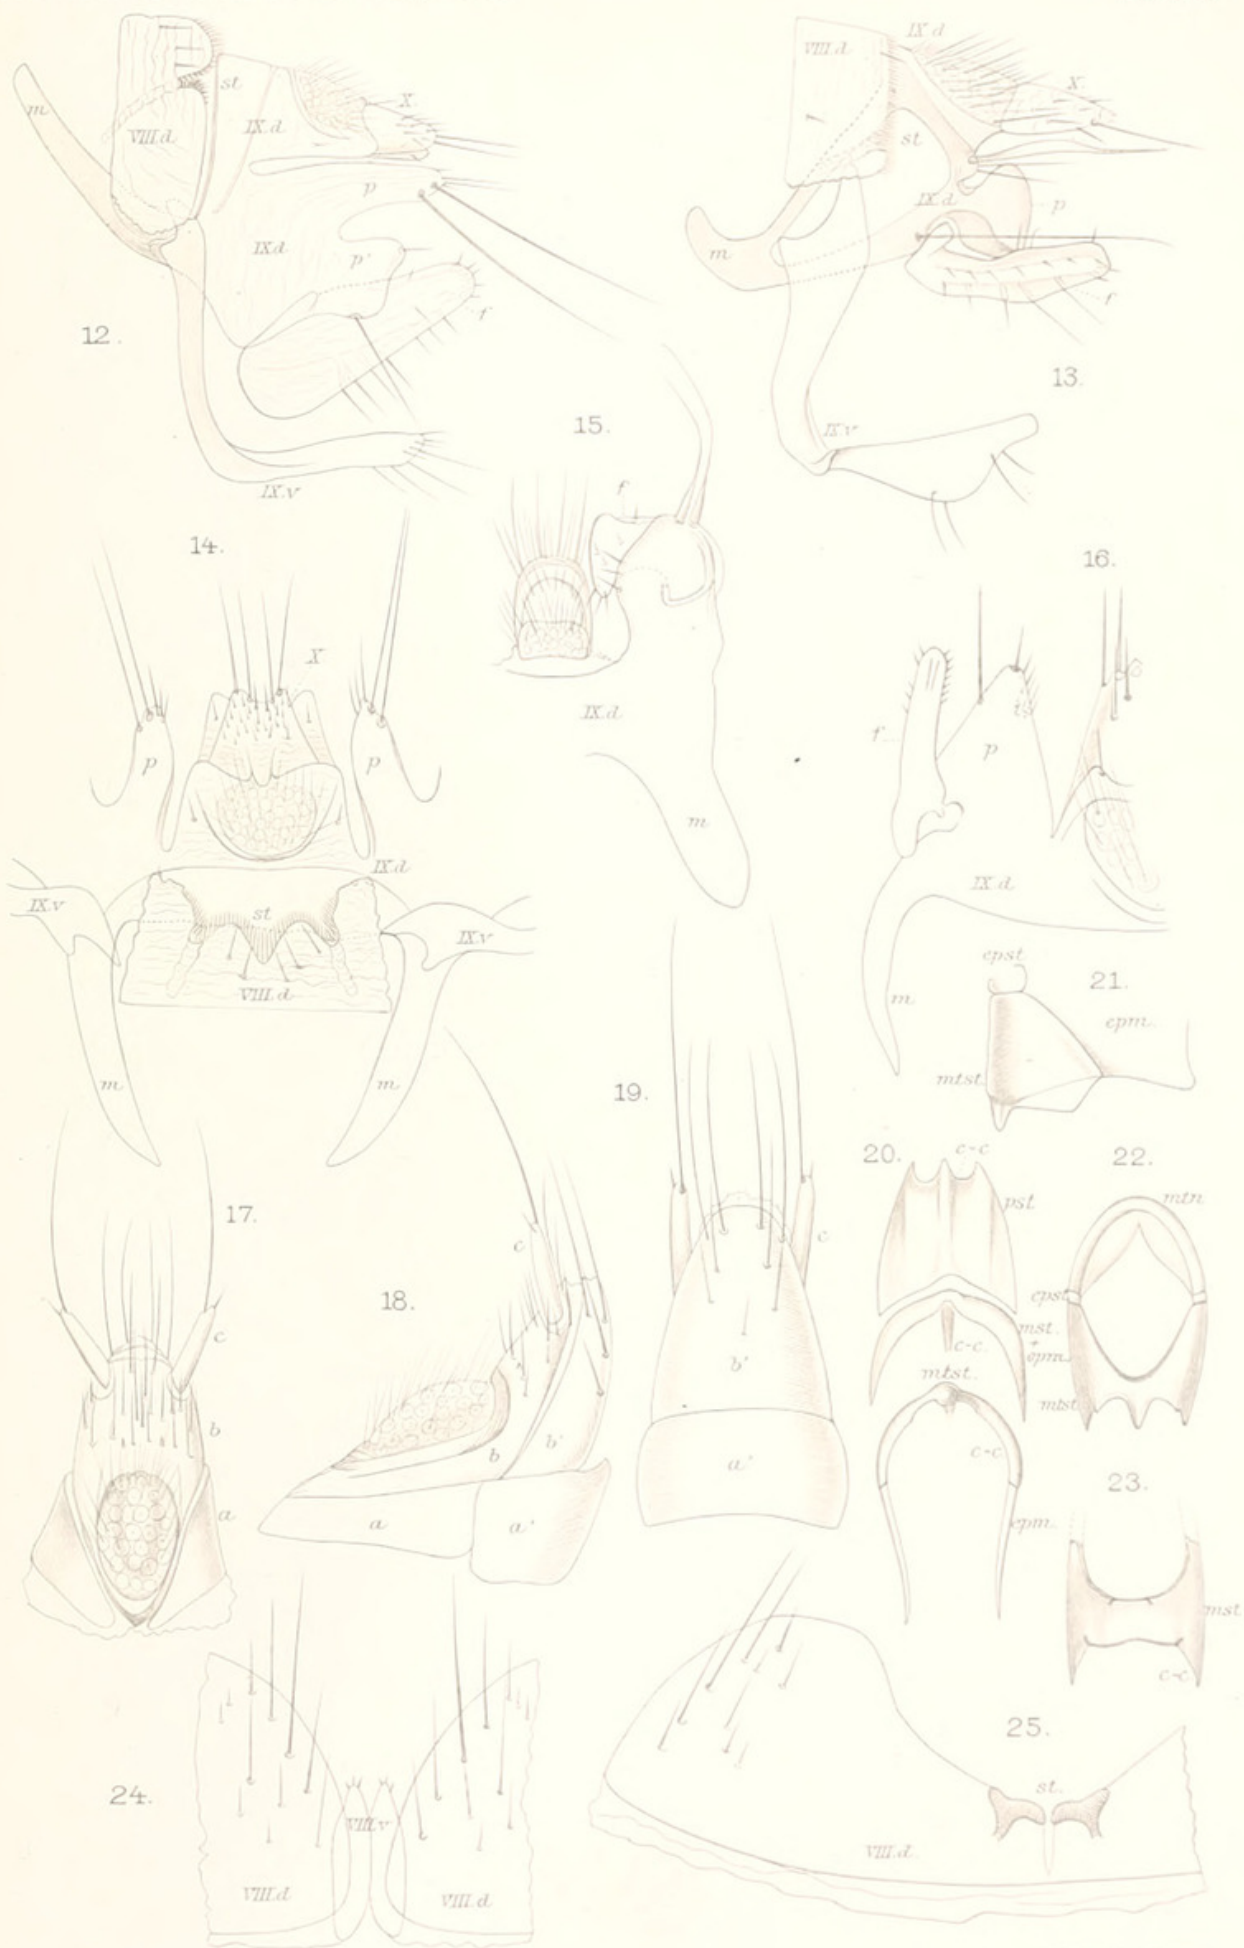 12.
m
VIII.d.
st
IX.d
X.
p
IX.d
p'
f
IX.v
13.
VIII.d
IX.d
X.
st
IX.d
p
m
f
IX.v
14.
X
p
p
IX.d
IX.v
st
IX.v
VIII.d
m
m
15.
f
IX.d
m
16.
f
p
IX.d
m
17.
c
b
a
18.
c
b
b'
a
a'
19.
c
b'
a'
20.
c-c
pst
mst.
+
epm.
c-c.
mtst.
c-c
epm.
21.
epst
epm.
mtst.
22.
mtn
epst
mtst.
23.
mst
c-c
24.
VIII.v
VIII.d
VIII.d
25.
st.
VIII.d